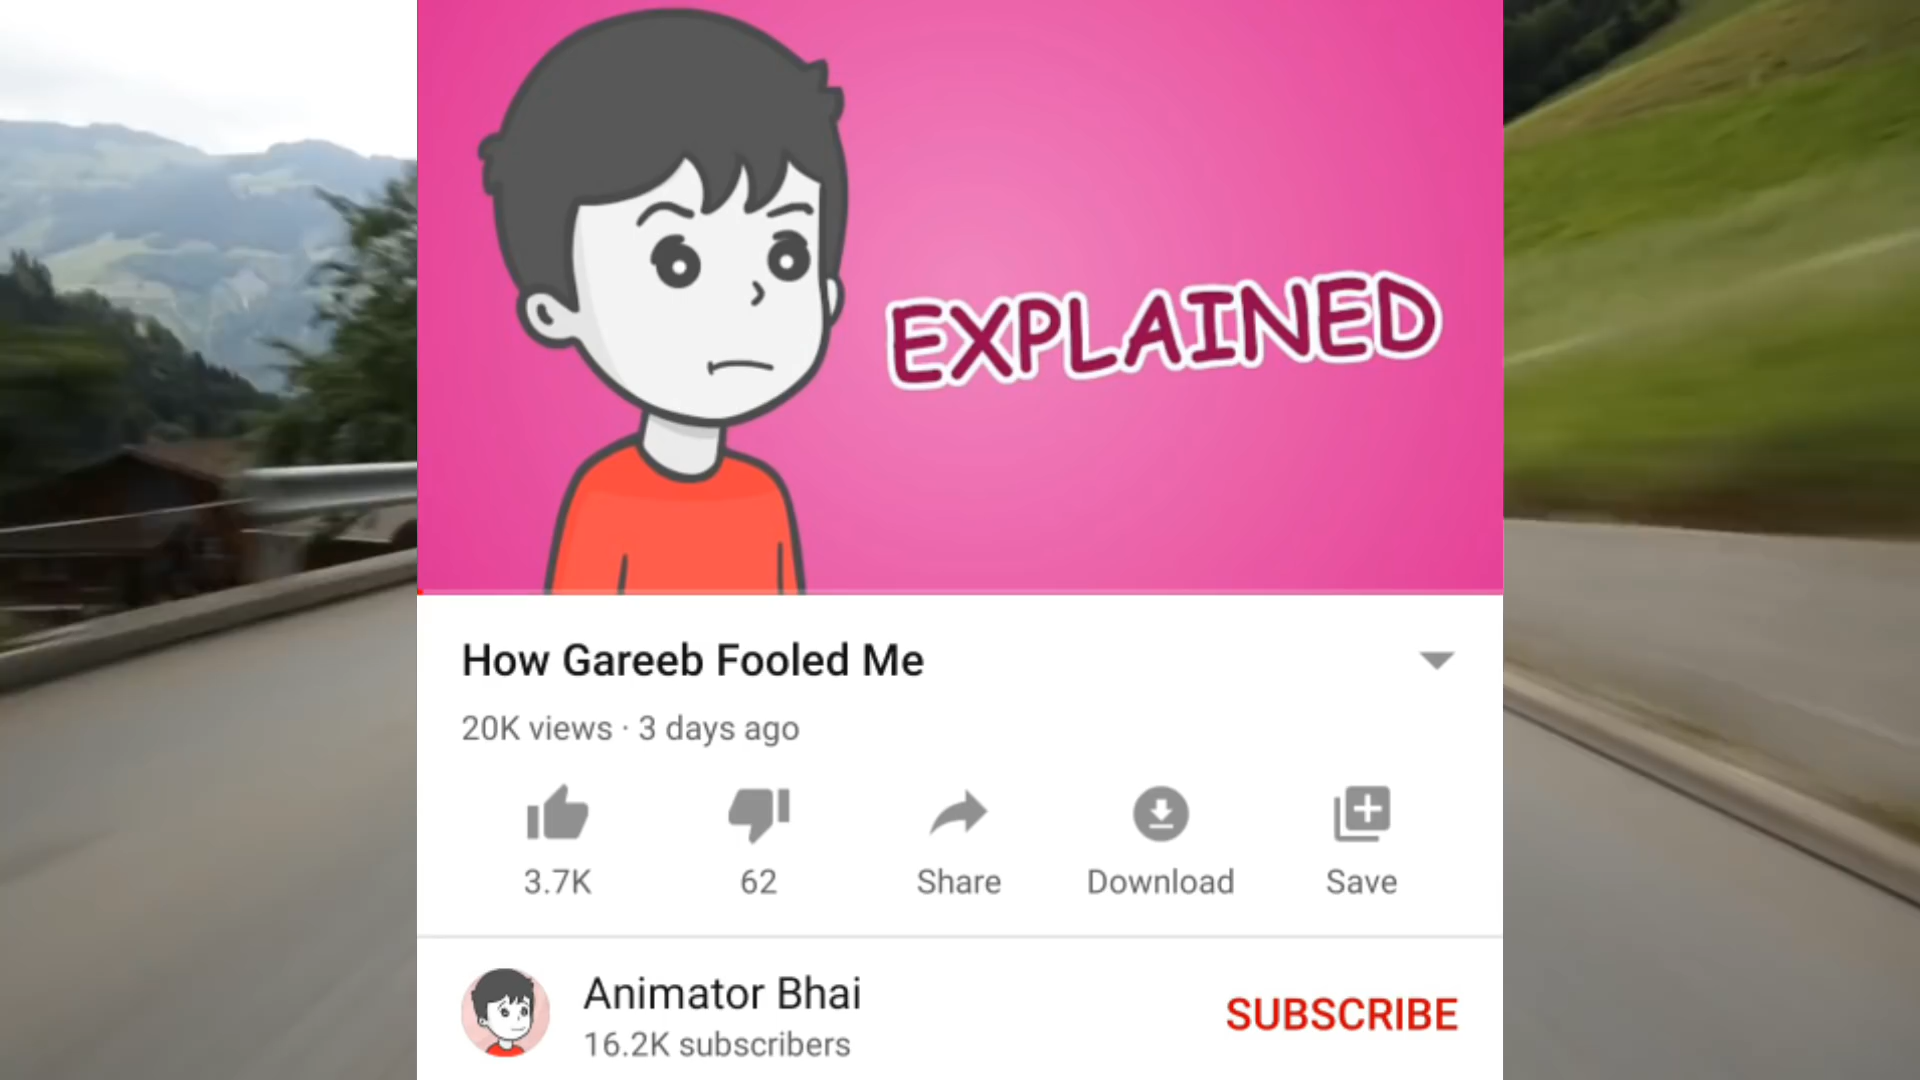 EXPLAINED
How Gareeb Fooled Me
20K views · 3 days ago
3.7K
62
Share
Download
Save
Animator Bhai
16.2K subscribers
SUBSCRIBE